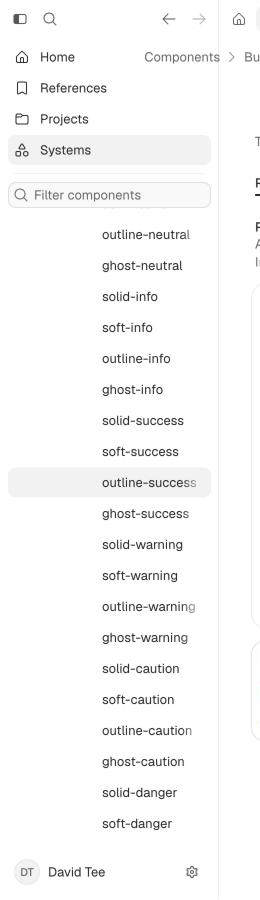 Home
Components > Bu
References
Projects
Systems
Filter components
outline-neutral
ghost-neutral
solid-info
soft-info
outline-info
ghost-info
solid-success
soft-success
outline-success
ghost-success
solid-warning
soft-warning
outline-warning
ghost-warning
solid-caution
soft-caution
outline-caution
ghost-caution
solid-danger
soft-danger
DT David Tee